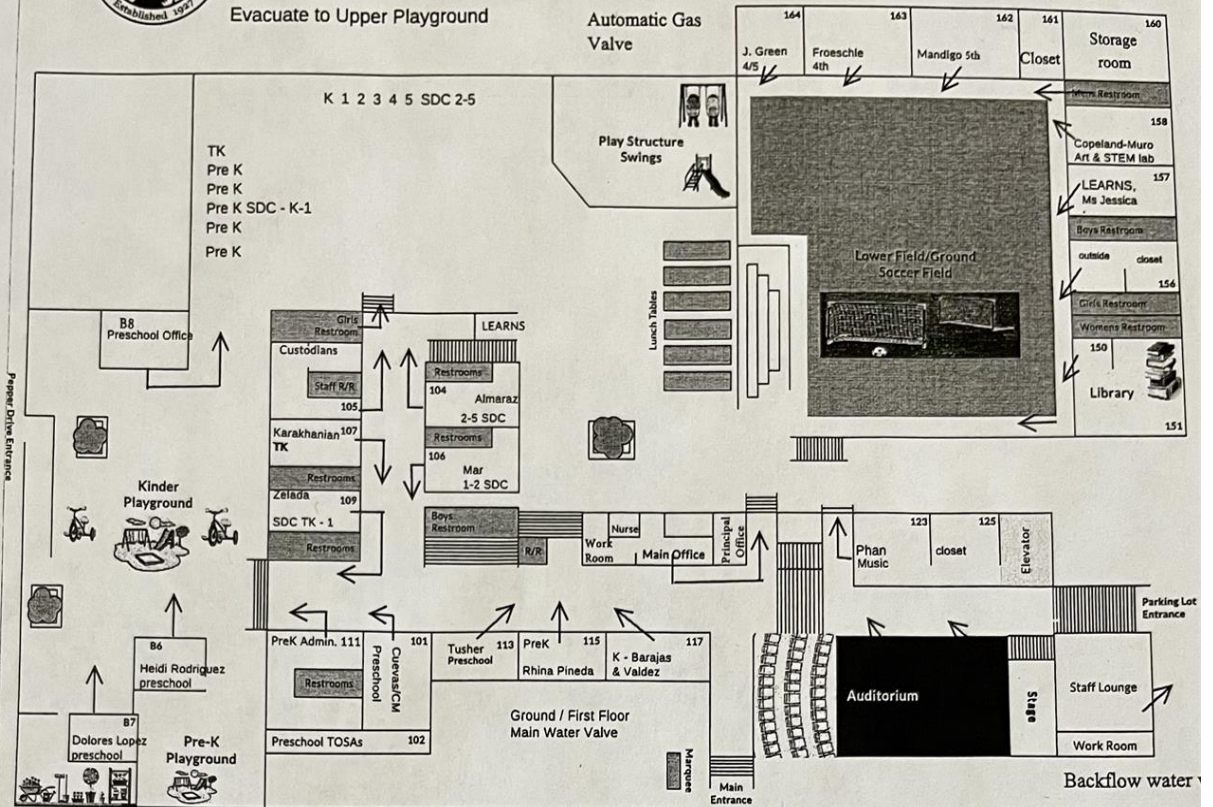 Established 1927
Evacuate to Upper Playground
Automatic Gas
Valve
164
J. Green
4/5
163
Froeschle
4th
162
Mandigo 5th
161
Closet
160
Storage
room
K 1 2 3 4 5 SDC 2-5
TK
Pre K
Pre K
Pre K SDC - K-1
Pre K
Pre K
Play Structure
Swings
Mens Restroom
158
Copeland-Muro
Art & STEM lab
157
LEARNS,
Ms Jessica
Boys Restroom
outside
closet
156
Girls Restroom
Womens Restroom
150
Library
151
Lower Field/Ground
Soccer Field
Lunch Tables
B8
Preschool Office
Pepper Drive Entrance
Girls
Restroom
Custodians
Staff R/R
105
LEARNS
Restrooms
104
Almaraz
2-5 SDC
Karakhanian 107
TK
Restrooms
106
Mar
1-2 SDC
Restrooms
Zelada
109
SDC TK - 1
Restrooms
Kinder
Playground
Boys
Restroom
R/R
Work
Room
Nurse
Main Office
Principal
Office
Phan
Music
123
closet
125
Elevator
Parking Lot
Entrance
B6
Heidi Rodriquez
preschool
B7
Dolores Lopez
preschool
Pre-K
Playground
PreK Admin. 111
Restrooms
101
Cuevas/CM
Preschool
Preschool TOSAs
102
Tusher
Preschool
113
PreK
115
Rhina Pineda
117
K - Barajas
& Valdez
Ground / First Floor
Main Water Valve
Marquee
Main
Entrance
Auditorium
Stage
Staff Lounge
Work Room
Backflow water